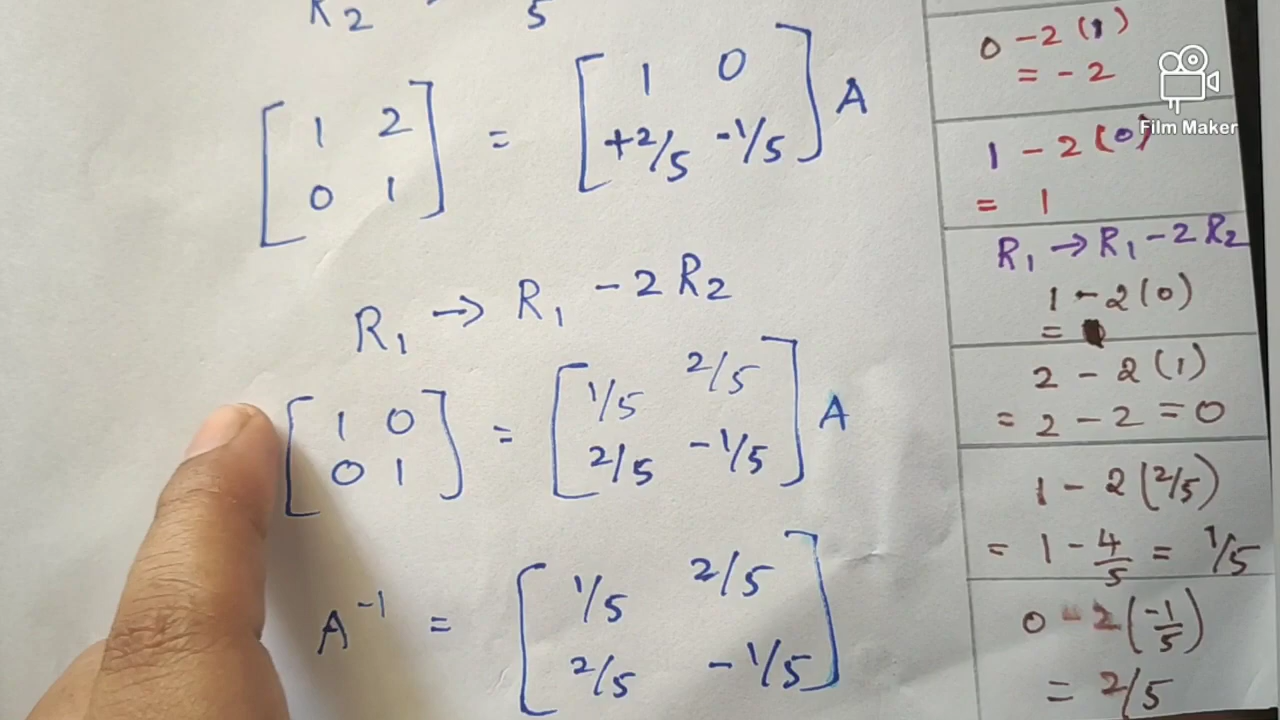 R₂ 5
[1 2
0 1] = [1 0
+2/5 -1/5] A
R₁ → R₁ - 2R₂
[1 0
0 1] = [1/5 2/5
2/5 -1/5] A
A⁻¹ = [1/5 2/5
2/5 -1/5]
0 - 2(1)
= -2
1 - 2(0)
= 1
R₁ → R₁ - 2R₂
1 - 2(0)
=
2 - 2(1)
= 2 - 2 = 0
1 - 2(2/5)
= 1 - 4/5 = 1/5
0 - 2(-1/5)
= 2/5
Film Maker